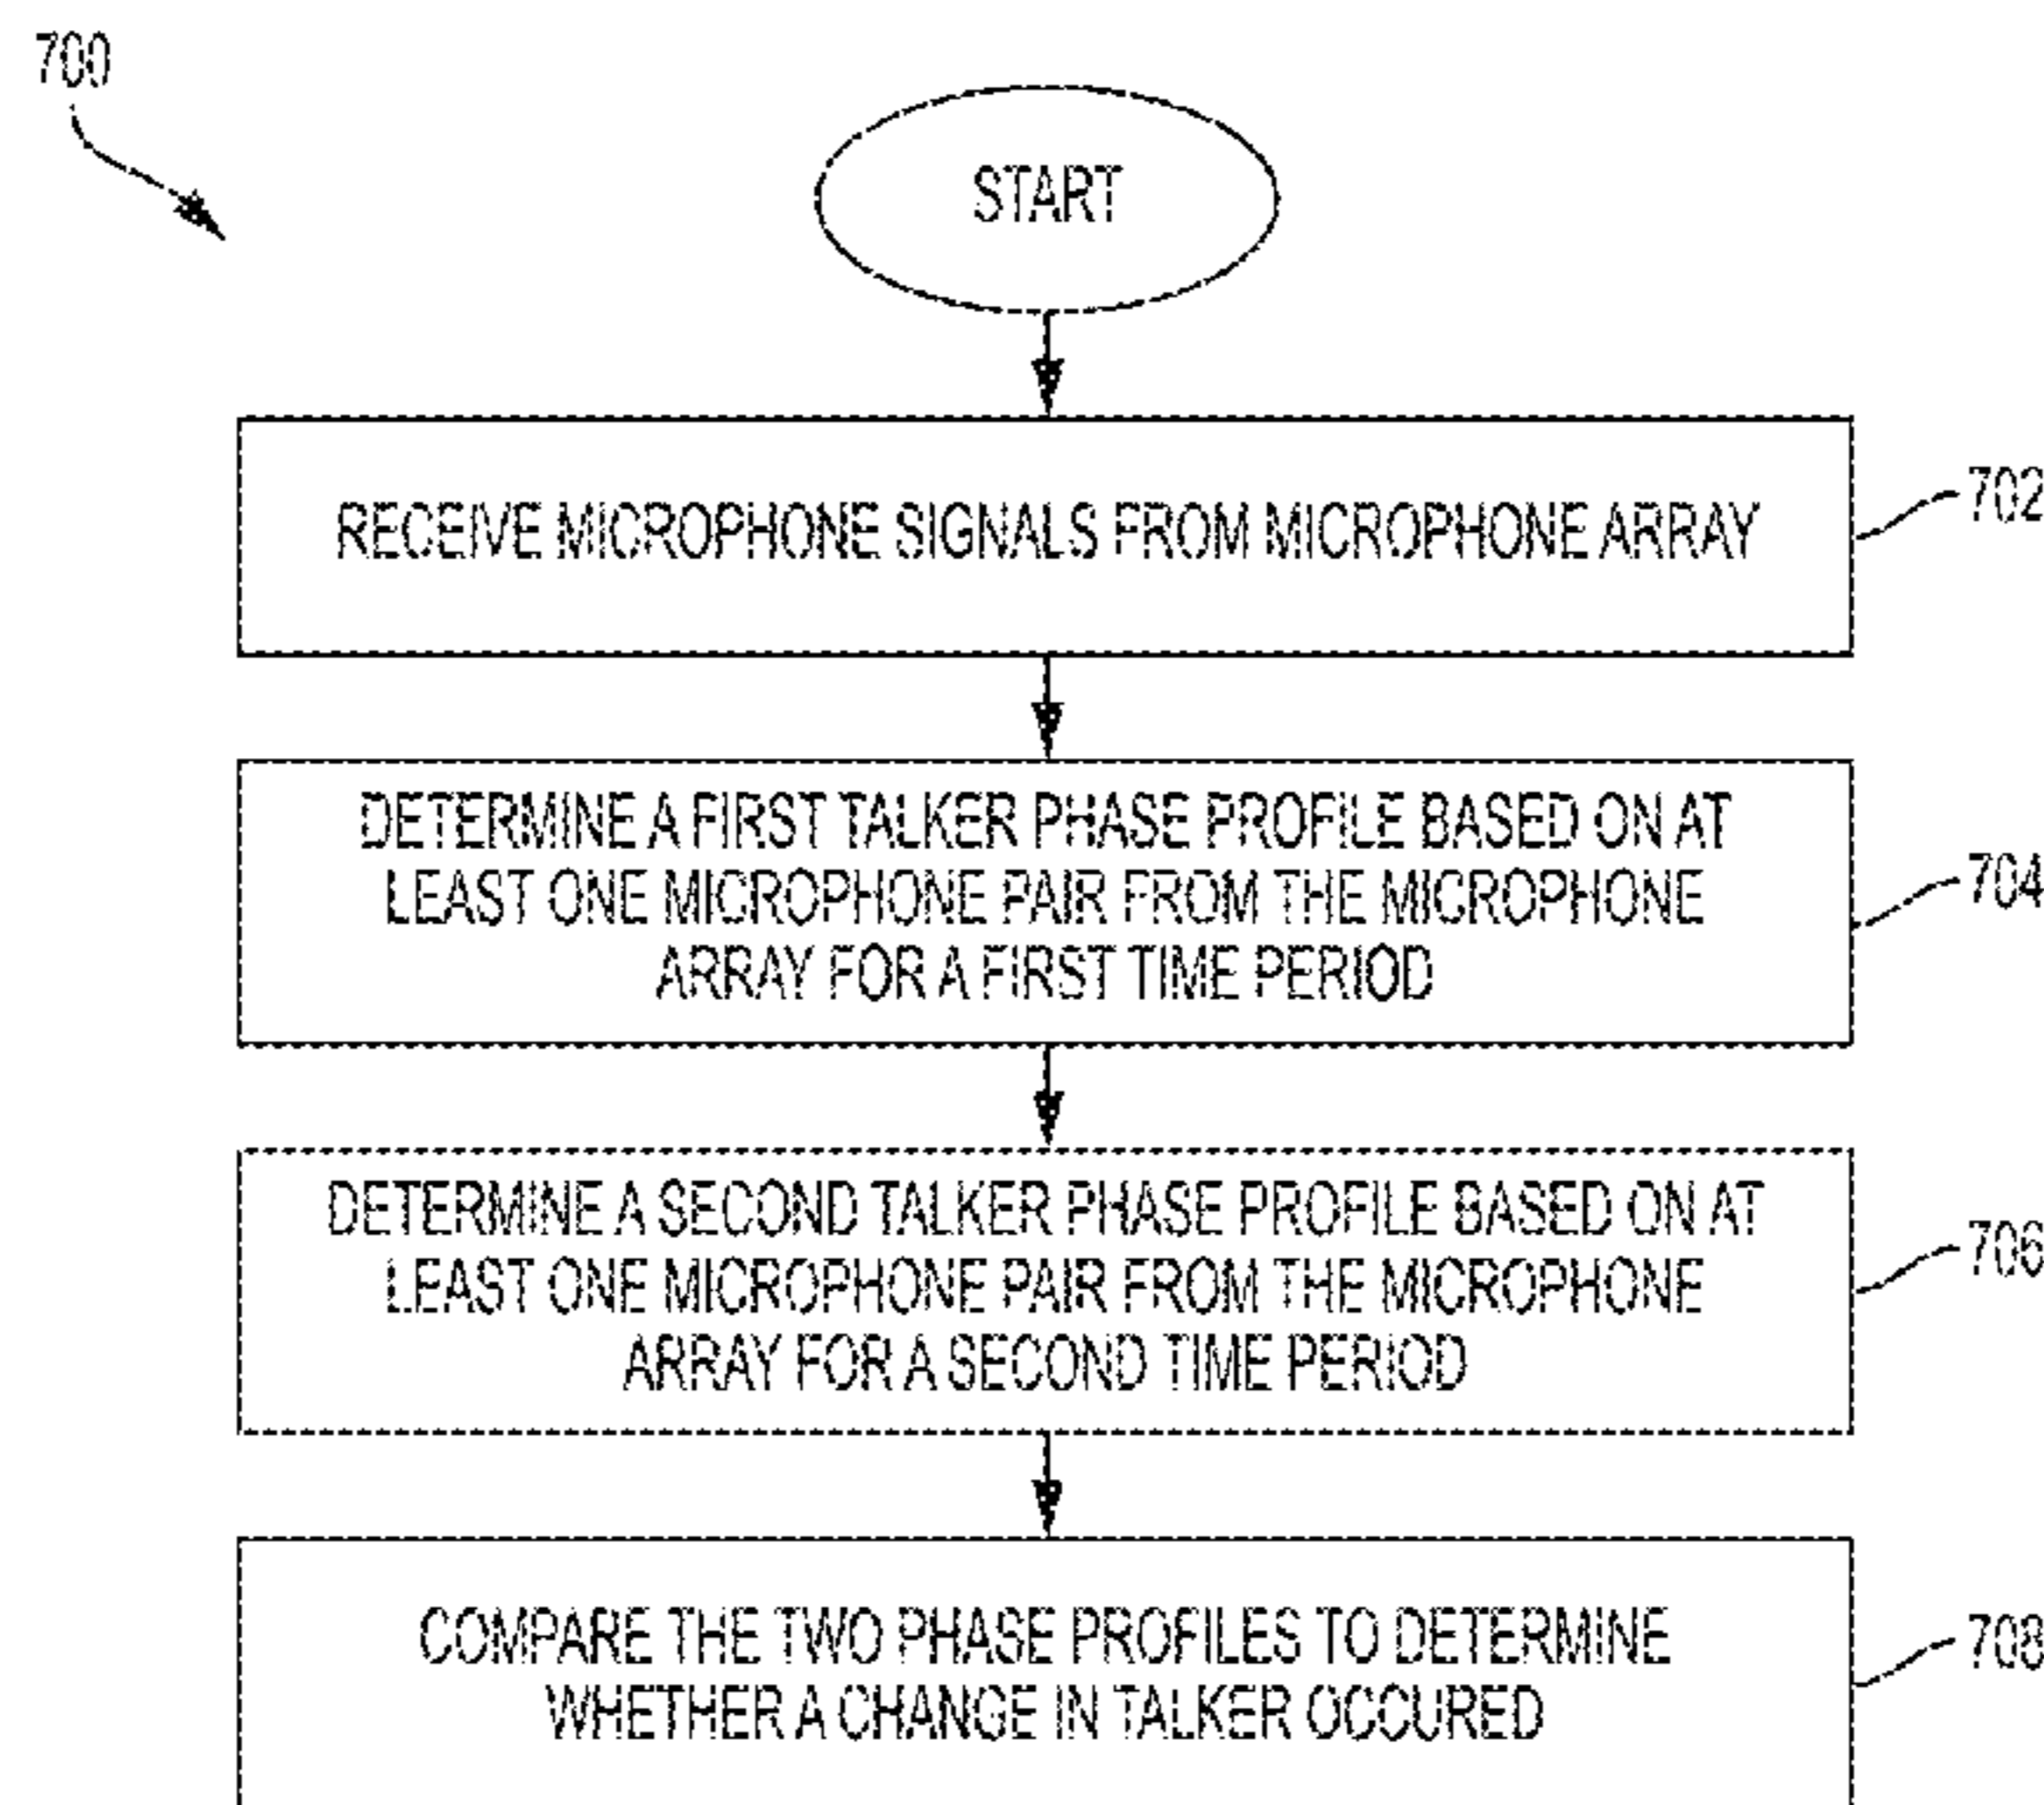 700
START
RECEIVE MICROPHONE SIGNALS FROM MICROPHONE ARRAY
702
DETERMINE A FIRST TALKER PHASE PROFILE BASED ON AT
LEAST ONE MICROPHONE PAIR FROM THE MICROPHONE
ARRAY FOR A FIRST TIME PERIOD
704
DETERMINE A SECOND TALKER PHASE PROFILE BASED ON AT
LEAST ONE MICROPHONE PAIR FROM THE MICROPHONE
ARRAY FOR A SECOND TIME PERIOD
706
COMPARE THE TWO PHASE PROFILES TO DETERMINE
WHETHER A CHANGE IN TALKER OCCURED
708